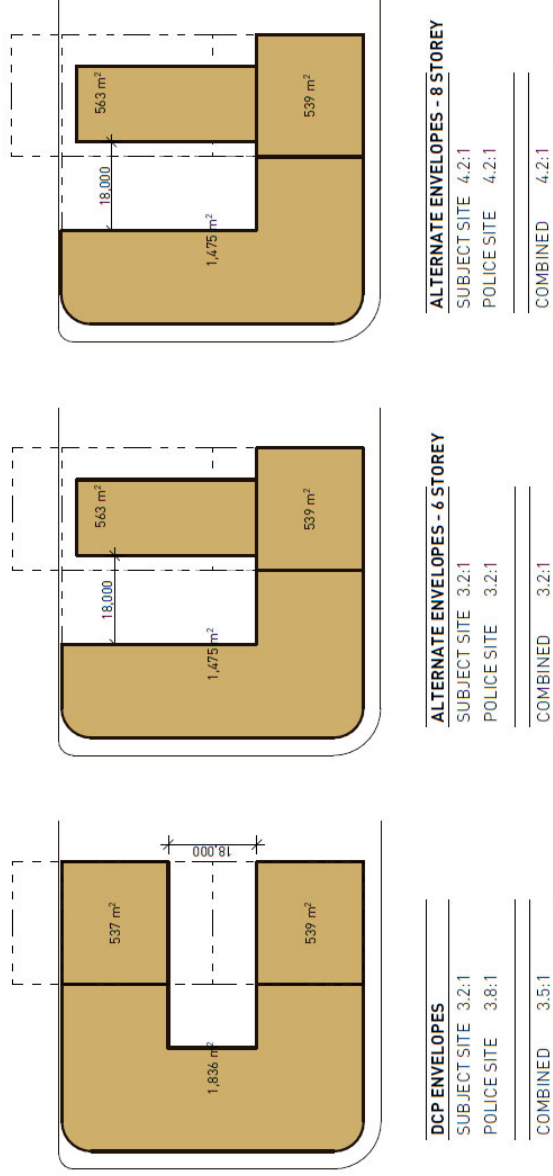 537 m²
539 m²
1,836 m²
18,000
DCP ENVELOPES
SUBJECT SITE 3.2:1
POLICE SITE 3.8:1
COMBINED 3.5:1
563 m²
18,000
539 m²
1,475 m²
ALTERNATE ENVELOPES - 6 STOREY
SUBJECT SITE 3.2:1
POLICE SITE 3.2:1
COMBINED 3.2:1
563 m²
18,000
539 m²
1,475 m²
ALTERNATE ENVELOPES - 8 STOREY
SUBJECT SITE 4.2:1
POLICE SITE 4.2:1
COMBINED 4.2:1